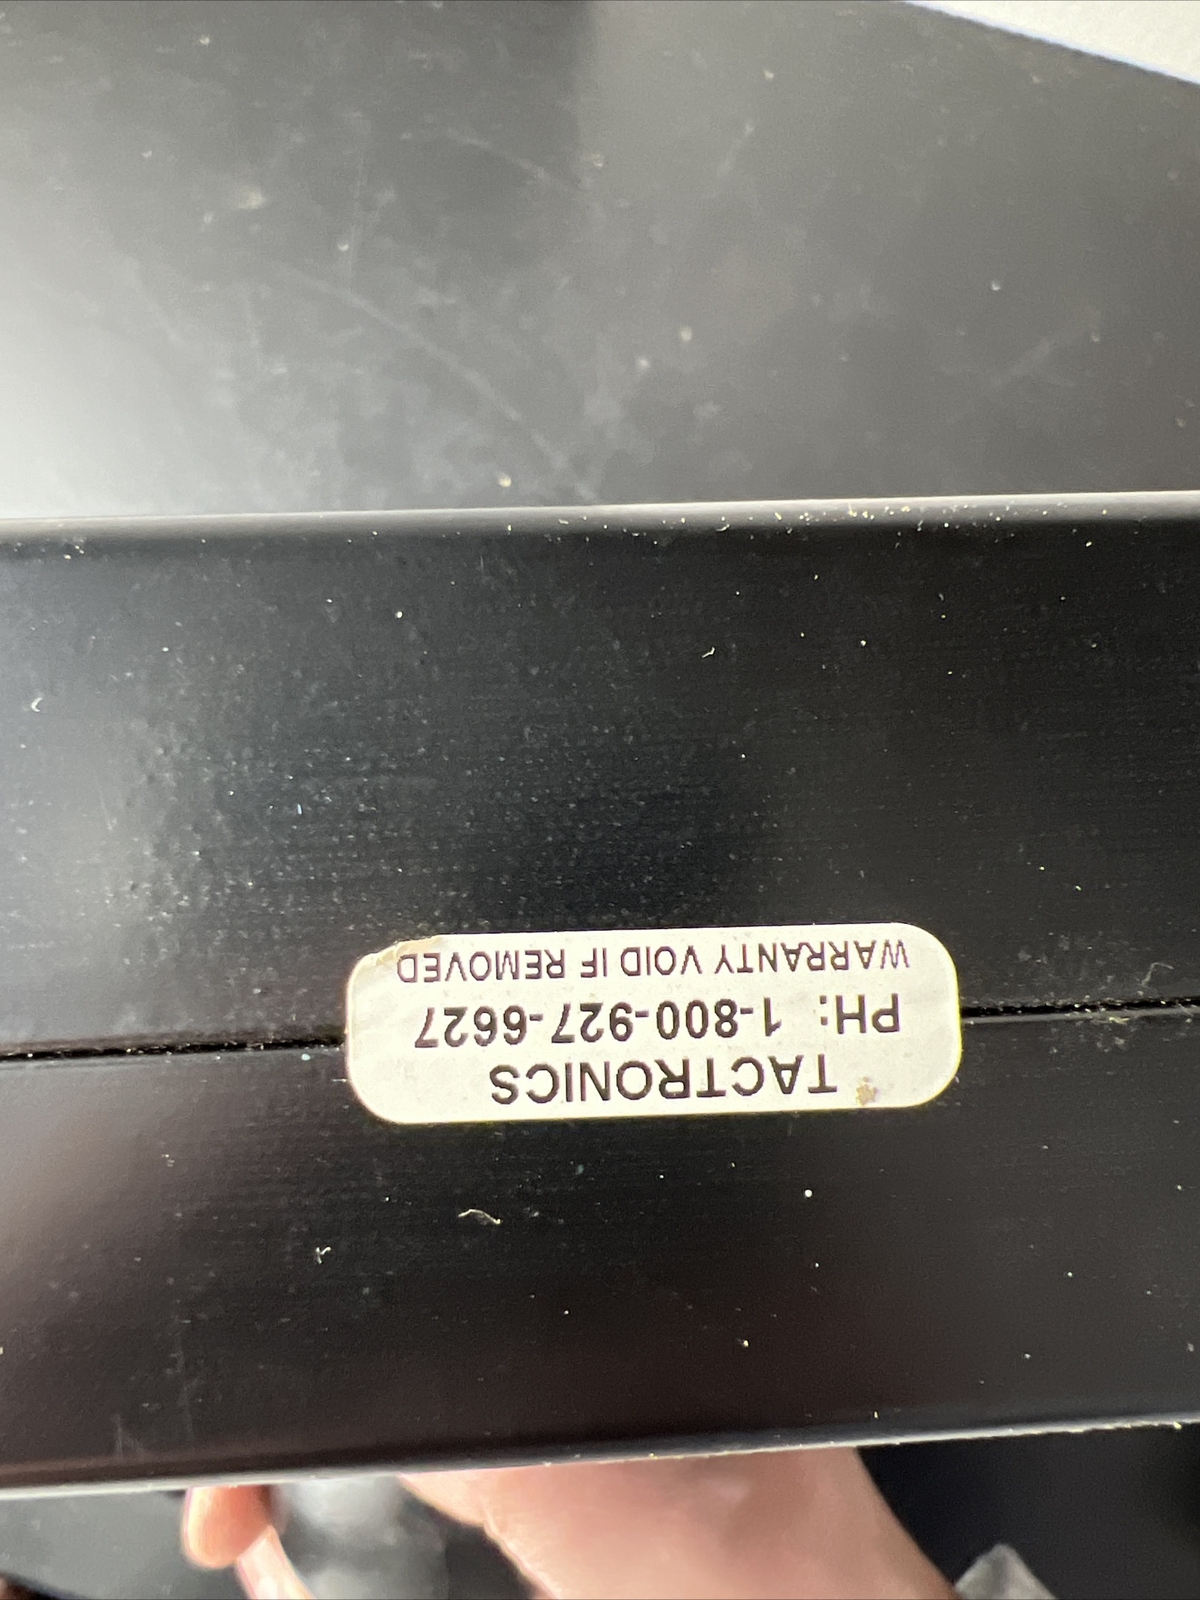 TACTRONICS
PH: 1-800-927-6627
WARRANTY VOID IF REMOVED